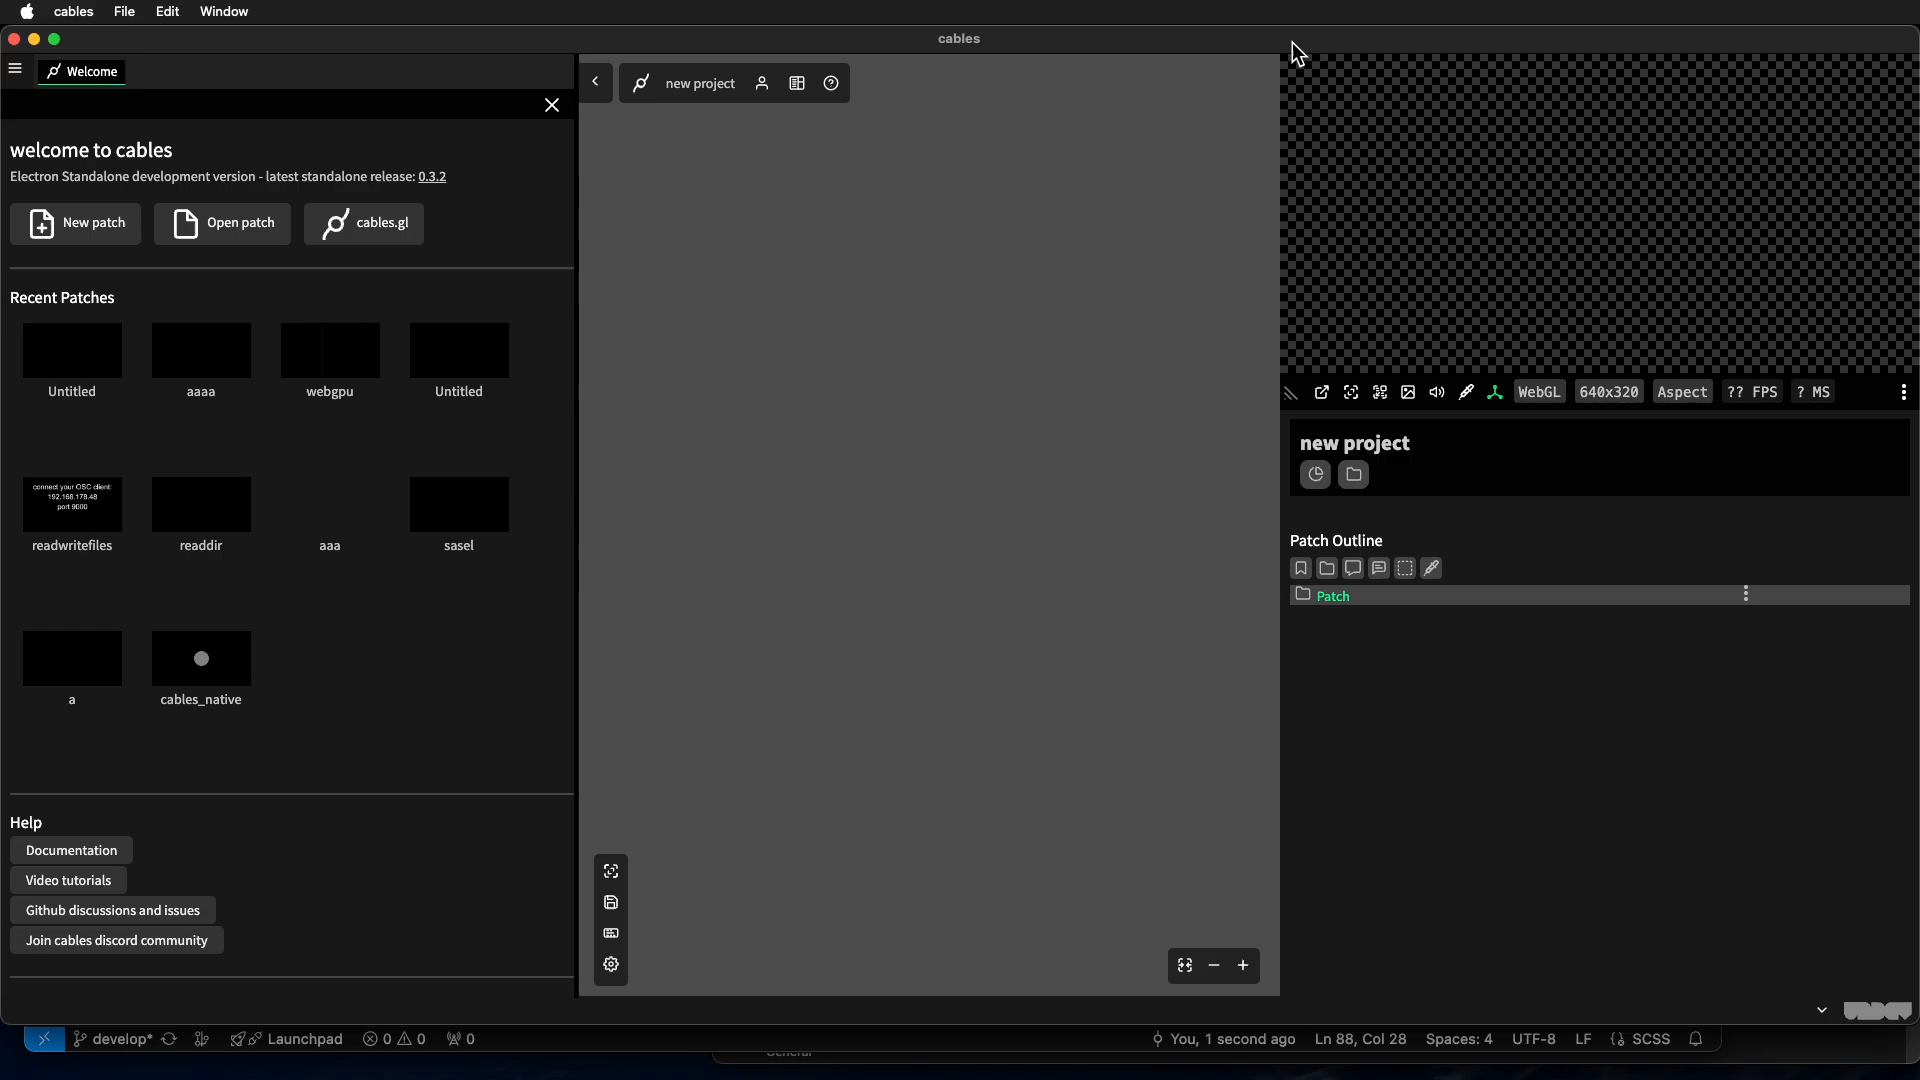 cables File Edit Window
cables
Welcome
new project
welcome to cables
Electron Standalone development version - latest standalone release: 0.3.2
New patch
Open patch
cables.gl
Recent Patches
Untitled
aaaa
webgpu
Untitled
connect your OSC client:
192.168.178.48
port 9000
readwritefiles
readdir
aaa
sasel
a
cables_native
Help
Documentation
Video tutorials
Github discussions and issues
Join cables discord community
WebGL 640x320 Aspect ?? FPS ? MS
new project
Patch Outline
Patch
develop* Launchpad 0 0 0
You, 1 second ago Ln 88, Col 28 Spaces: 4 UTF-8 LF SCSS